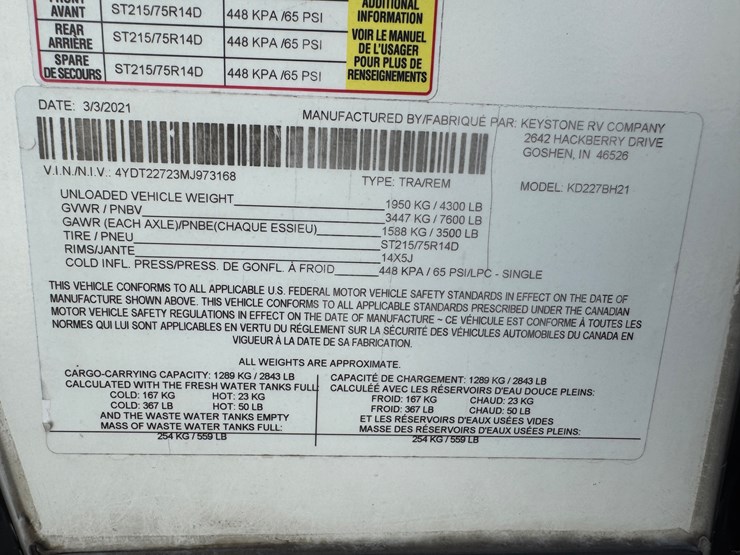 AVANT ST215/75R14D 448 KPA /65 PSI
REAR
ARRIÈRE ST215/75R14D 448 KPA /65 PSI
SPARE
DE SECOURS ST215/75R14D 448 KPA /65 PSI
ADDITIONAL
INFORMATION
VOIR LE MANUEL
DE L'USAGER
POUR PLUS DE
RENSEIGNEMENTS
DATE: 3/3/2021
MANUFACTURED BY/FABRIQUÉ PAR: KEYSTONE RV COMPANY
2642 HACKBERRY DRIVE
GOSHEN, IN 46526
V.I.N./N.I.V.: 4YDT22723MJ973168
TYPE: TRA/REM
MODEL: KD227BH21
UNLOADED VEHICLE WEIGHT 1950 KG / 4300 LB
GVWR / PNBV 3447 KG / 7600 LB
GAWR (EACH AXLE)/PNBE(CHAQUE ESSIEU) 1588 KG / 3500 LB
TIRE / PNEU ST215/75R14D
RIMS/JANTE 14X5J
COLD INFL. PRESS/PRESS. DE GONFL. À FROID 448 KPA / 65 PSI/LPC - SINGLE
THIS VEHICLE CONFORMS TO ALL APPLICABLE U.S. FEDERAL MOTOR VEHICLE SAFETY STANDARDS IN EFFECT ON THE DATE OF
MANUFACTURE SHOWN ABOVE. THIS VEHICLE CONFORMS TO ALL APPLICABLE STANDARDS PRESCRIBED UNDER THE CANADIAN
MOTOR VEHICLE SAFETY REGULATIONS IN EFFECT ON THE DATE OF MANUFACTURE ~ CE VÉHICULE EST CONFORME À TOUTES LES
NORMES QUI LUI SONT APPLICABLES EN VERTU DU RÉGLEMENT SUR LA SÉCURITÉ DES VÉHICULES AUTOMOBILES DU CANADA EN
VIGUEUR À LA DATE DE SA FABRICATION.
ALL WEIGHTS ARE APPROXIMATE.
CARGO-CARRYING CAPACITY: 1289 KG / 2843 LB
CALCULATED WITH THE FRESH WATER TANKS FULL:
COLD: 167 KG HOT: 23 KG
COLD: 367 LB HOT: 50 LB
AND THE WASTE WATER TANKS EMPTY
MASS OF WASTE WATER TANKS FULL:
254 KG / 559 LB
CAPACITÉ DE CHARGEMENT: 1289 KG / 2843 LB
CALCULÉE AVEC LES RÉSERVOIRS D'EAU DOUCE PLEINS:
FROID: 167 KG CHAUD: 23 KG
FROID: 367 LB CHAUD: 50 LB
ET LES RÉSERVOIRS D'EAUX USÉES VIDES
MASSE DES RÉSERVOIRS D'EAUX USÉES PLEINS:
254 KG / 559 LB